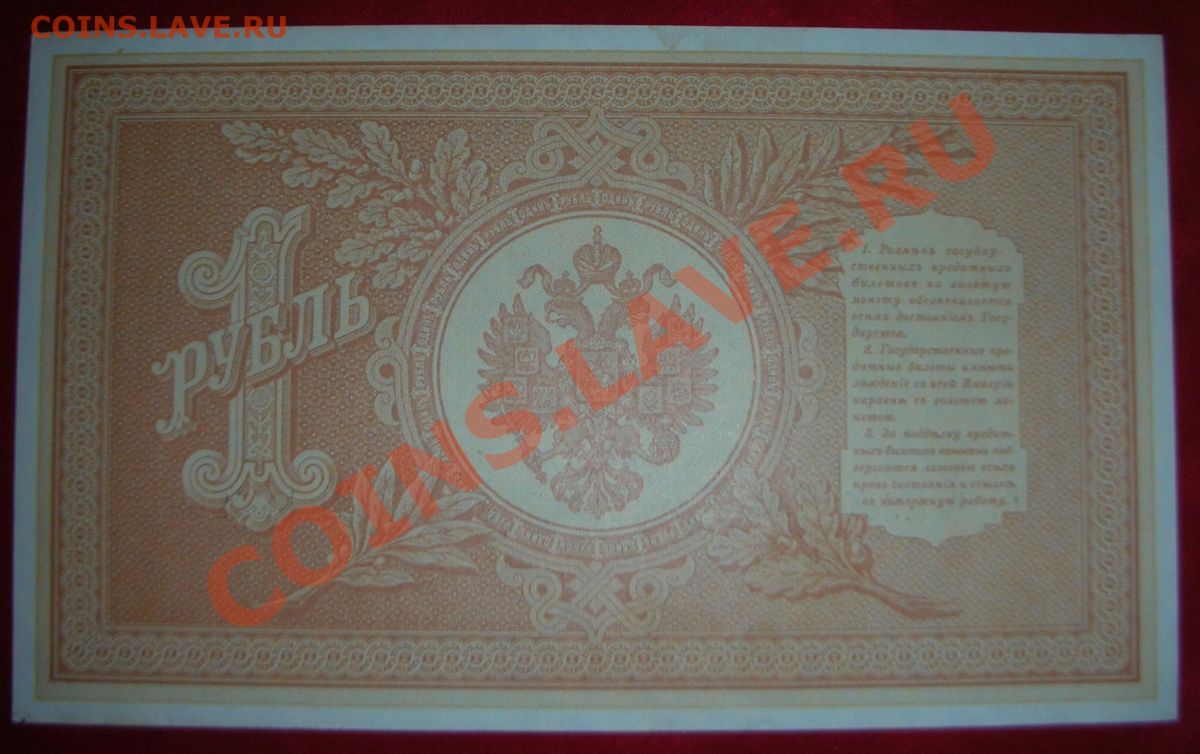 COINS.LAVE.RU
1
РУБЛЬ
COINS.LAVE.RU
1. Размѣнъ государ-
ственныхъ кредитныхъ
билетовъ на золотую
монету обезпечивается
всѣмъ достояніемъ Госу-
дарства.
2. Государственные кре-
дитные билеты имѣютъ
хожденіе во всей Имперіи
наравнѣ съ золотою мо-
нетою.
3. За поддѣлку кредит-
ныхъ билетовъ виновные под-
вергаются лишенію всѣхъ
правъ состоянія и ссылкѣ
въ каторжную работу.